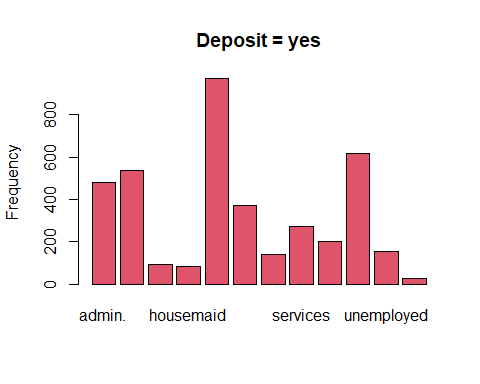 Deposit = yes
Frequency
800
600
400
200
0
admin. housemaid services unemployed